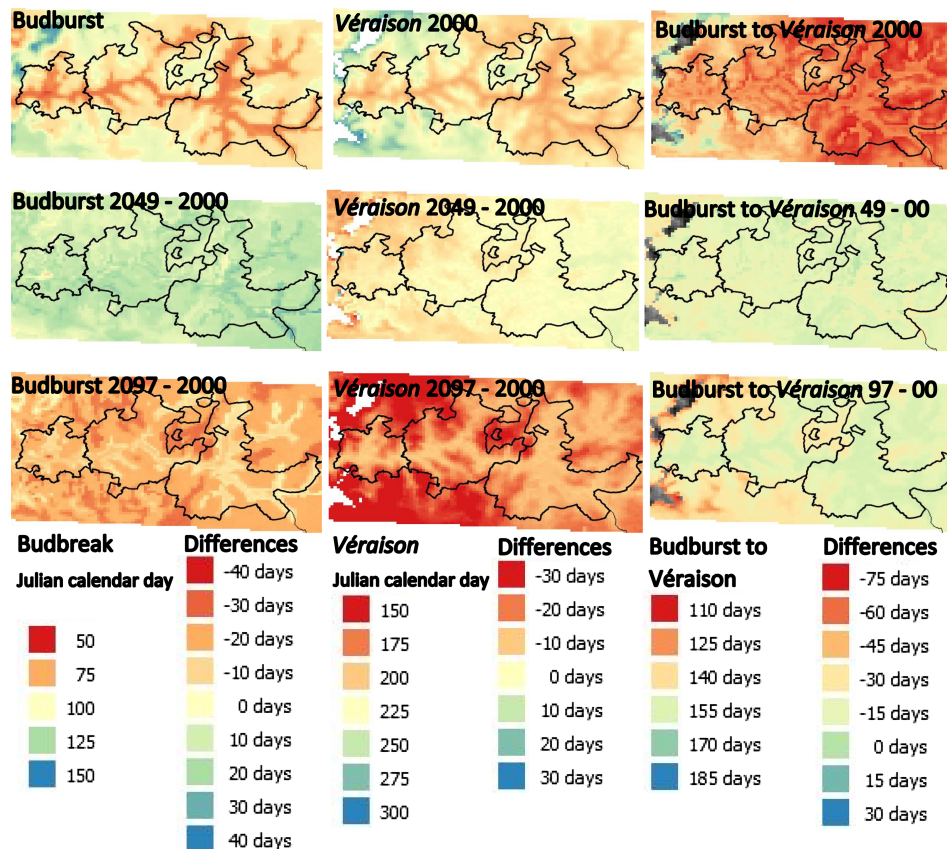 Budburst
Véraison 2000
Budburst to Véraison 2000
Budburst 2049 - 2000
Véraison 2049 - 2000
Budburst to Véraison 49 - 00
Budburst 2097 - 2000
Véraison 2097 - 2000
Budburst to Véraison 97 - 00
Budbreak
Julian calendar day
50
75
100
125
150
Differences
-40 days
-30 days
-20 days
-10 days
0 days
10 days
20 days
30 days
40 days
Véraison
Julian calendar day
150
175
200
225
250
275
300
Differences
-30 days
-20 days
-10 days
0 days
10 days
20 days
30 days
Budburst to
Véraison
110 days
125 days
140 days
155 days
170 days
185 days
Differences
-75 days
-60 days
-45 days
-30 days
-15 days
0 days
15 days
30 days